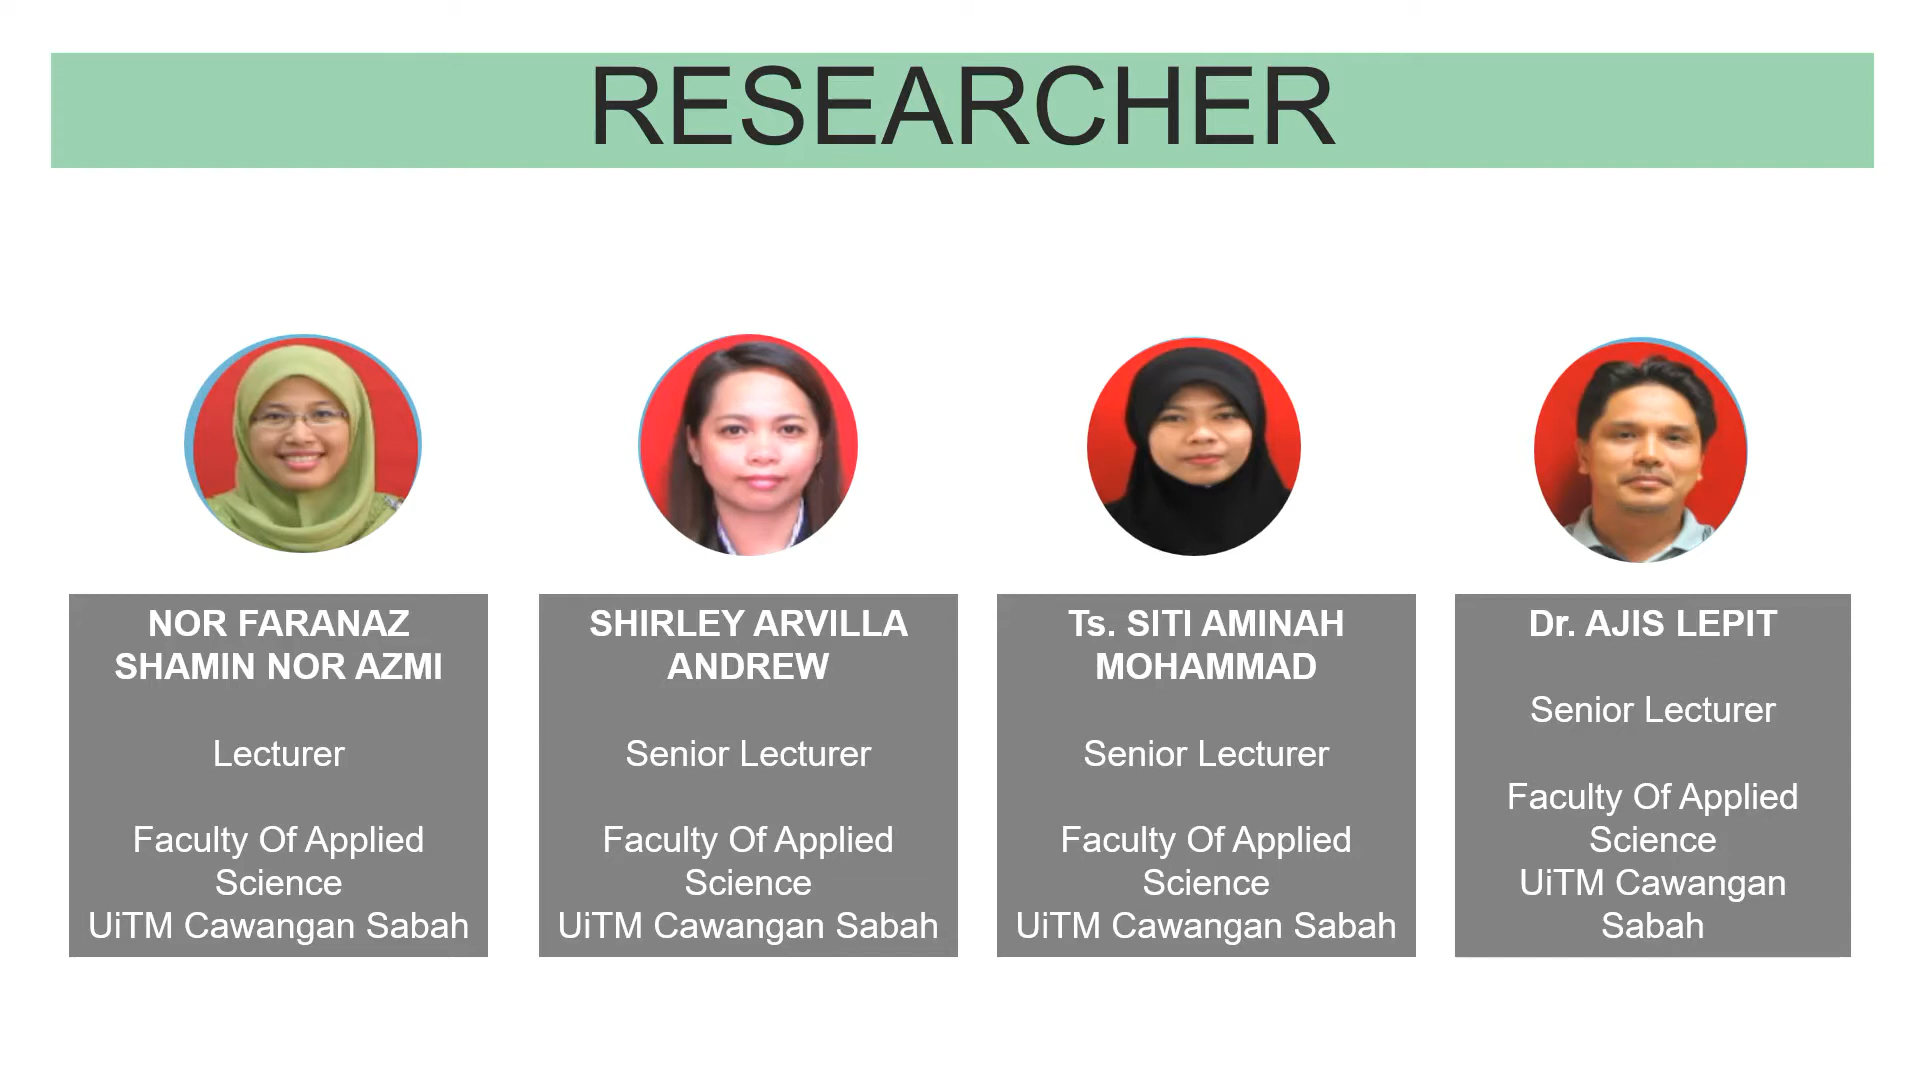 RESEARCHER
NOR FARANAZ
SHAMIN NOR AZMI
Lecturer
Faculty Of Applied
Science
UiTM Cawangan Sabah
SHIRLEY ARVILLA
ANDREW
Senior Lecturer
Faculty Of Applied
Science
UiTM Cawangan Sabah
Ts. SITI AMINAH
MOHAMMAD
Senior Lecturer
Faculty Of Applied
Science
UiTM Cawangan Sabah
Dr. AJIS LEPIT
Senior Lecturer
Faculty Of Applied
Science
UiTM Cawangan
Sabah